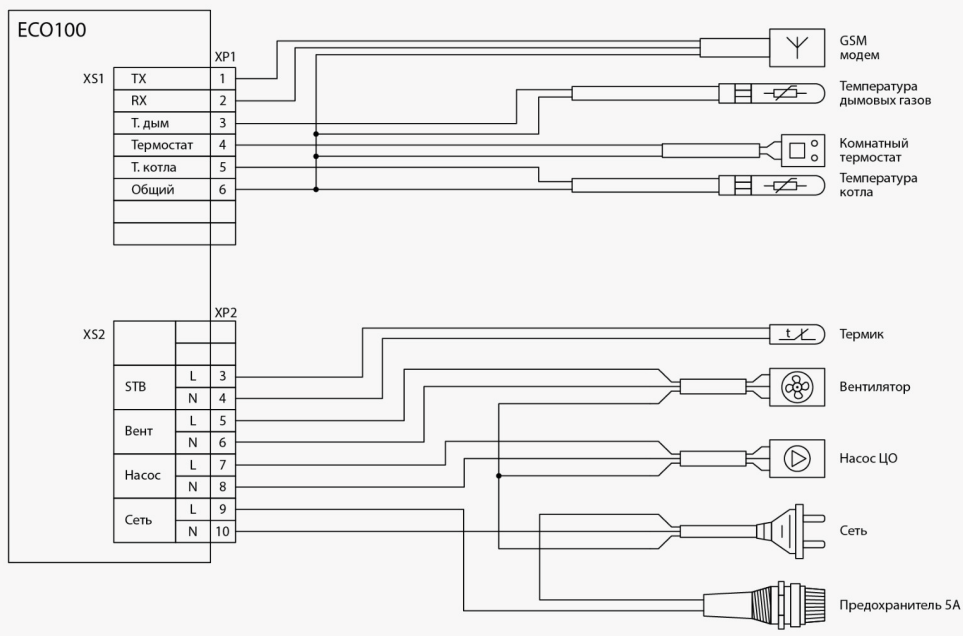 ECO100
XP1
XS1
TX 1
RX 2
Т. дым 3
Термостат 4
Т. котла 5
Общий 6
GSM
модем
Температура
дымовых газов
Комнатный
термостат
Температура
котла
XP2
XS2
STB
L 3
N 4
Вент
L 5
N 6
Насос
L 7
N 8
Сеть
L 9
N 10
t
Термик
Вентилятор
Насос ЦО
Сеть
Предохранитель 5А